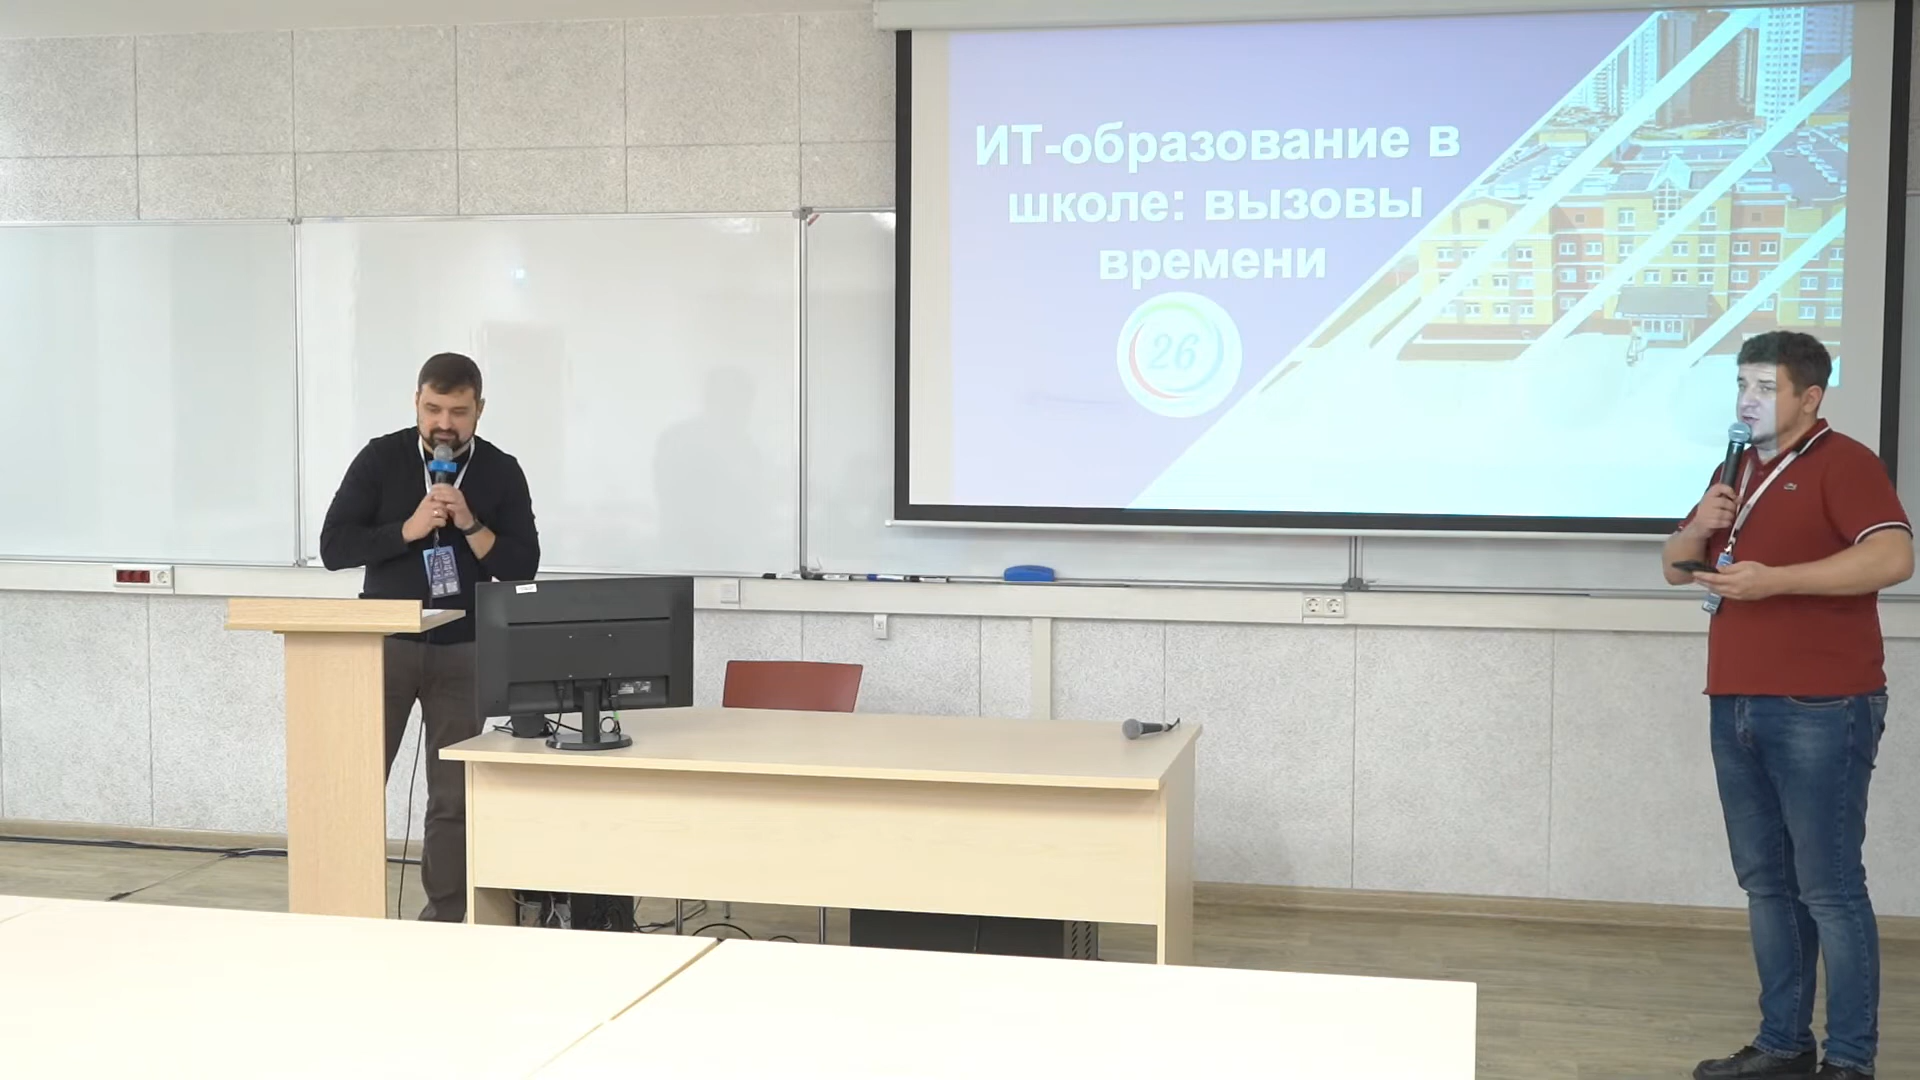 ИТ-образование в
школе: вызовы
времени
26